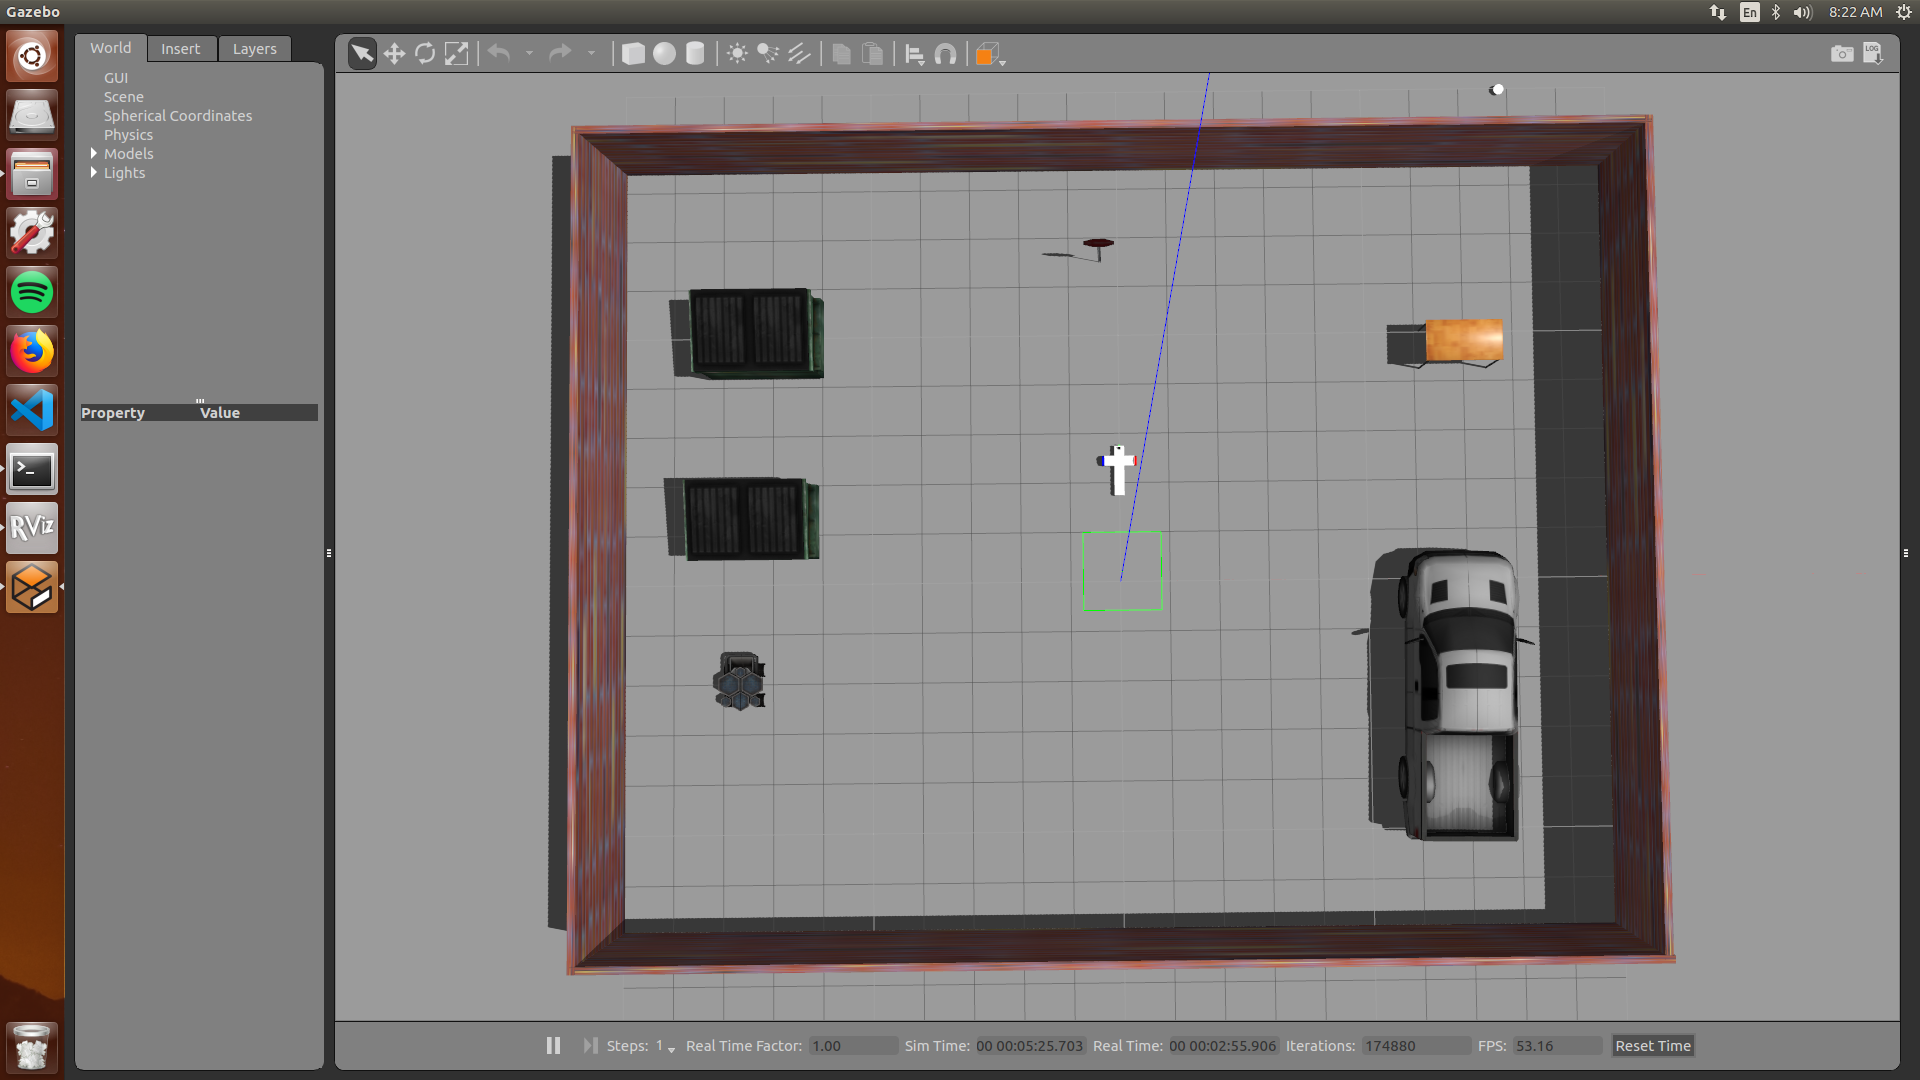 Gazebo
En
8:22 AM
World Insert Layers
LOG
GUI
Scene
Spherical Coordinates
Physics
Models
Lights
Property Value
RViz
Steps: 1 Real Time Factor: 1.00 Sim Time: 00 00:05:25.703 Real Time: 00 00:02:55.906 Iterations: 174880 FPS: 53.16 Reset Time